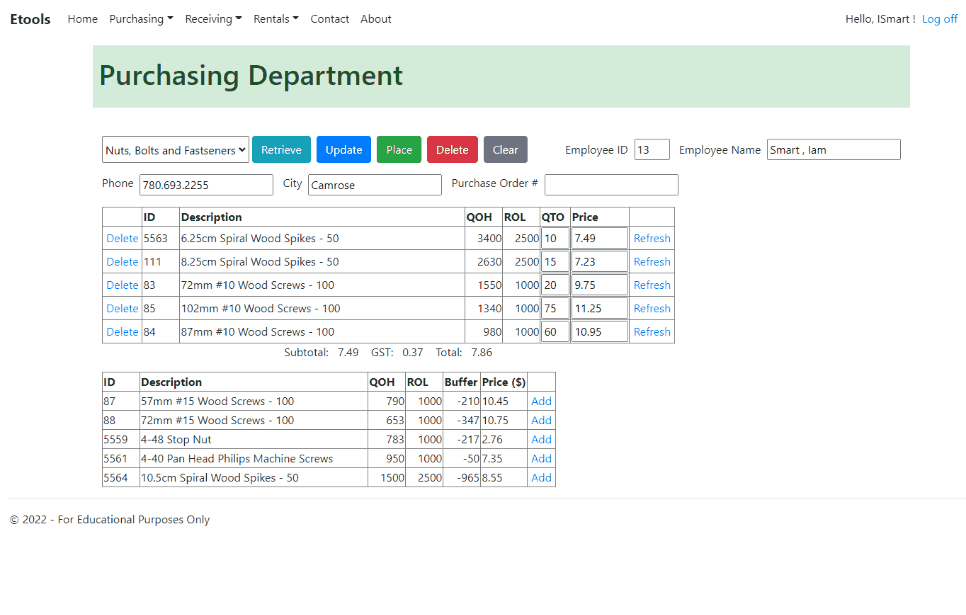 Etools Home Purchasing Receiving Rentals Contact About Hello, ISmart ! Log off
Purchasing Department
Nuts, Bolts and Fastseners Retrieve Update Place Delete Clear Employee ID 13 Employee Name Smart , Iam
Phone 780.693.2255 City Camrose Purchase Order #
ID Description QOH ROL QTO Price
Delete 5563 6.25cm Spiral Wood Spikes - 50 3400 2500 10 7.49 Refresh
Delete 111 8.25cm Spiral Wood Spikes - 50 2630 2500 15 7.23 Refresh
Delete 83 72mm #10 Wood Screws - 100 1550 1000 20 9.75 Refresh
Delete 85 102mm #10 Wood Screws - 100 1340 1000 75 11.25 Refresh
Delete 84 87mm #10 Wood Screws - 100 980 1000 60 10.95 Refresh
Subtotal: 7.49 GST: 0.37 Total: 7.86
ID Description QOH ROL Buffer Price ($)
87 57mm #15 Wood Screws - 100 790 1000 -210 10.45 Add
88 72mm #15 Wood Screws - 100 653 1000 -347 10.75 Add
5559 4-48 Stop Nut 783 1000 -217 2.76 Add
5561 4-40 Pan Head Philips Machine Screws 950 1000 -50 7.35 Add
5564 10.5cm Spiral Wood Spikes - 50 1500 2500 -965 8.55 Add
© 2022 - For Educational Purposes Only